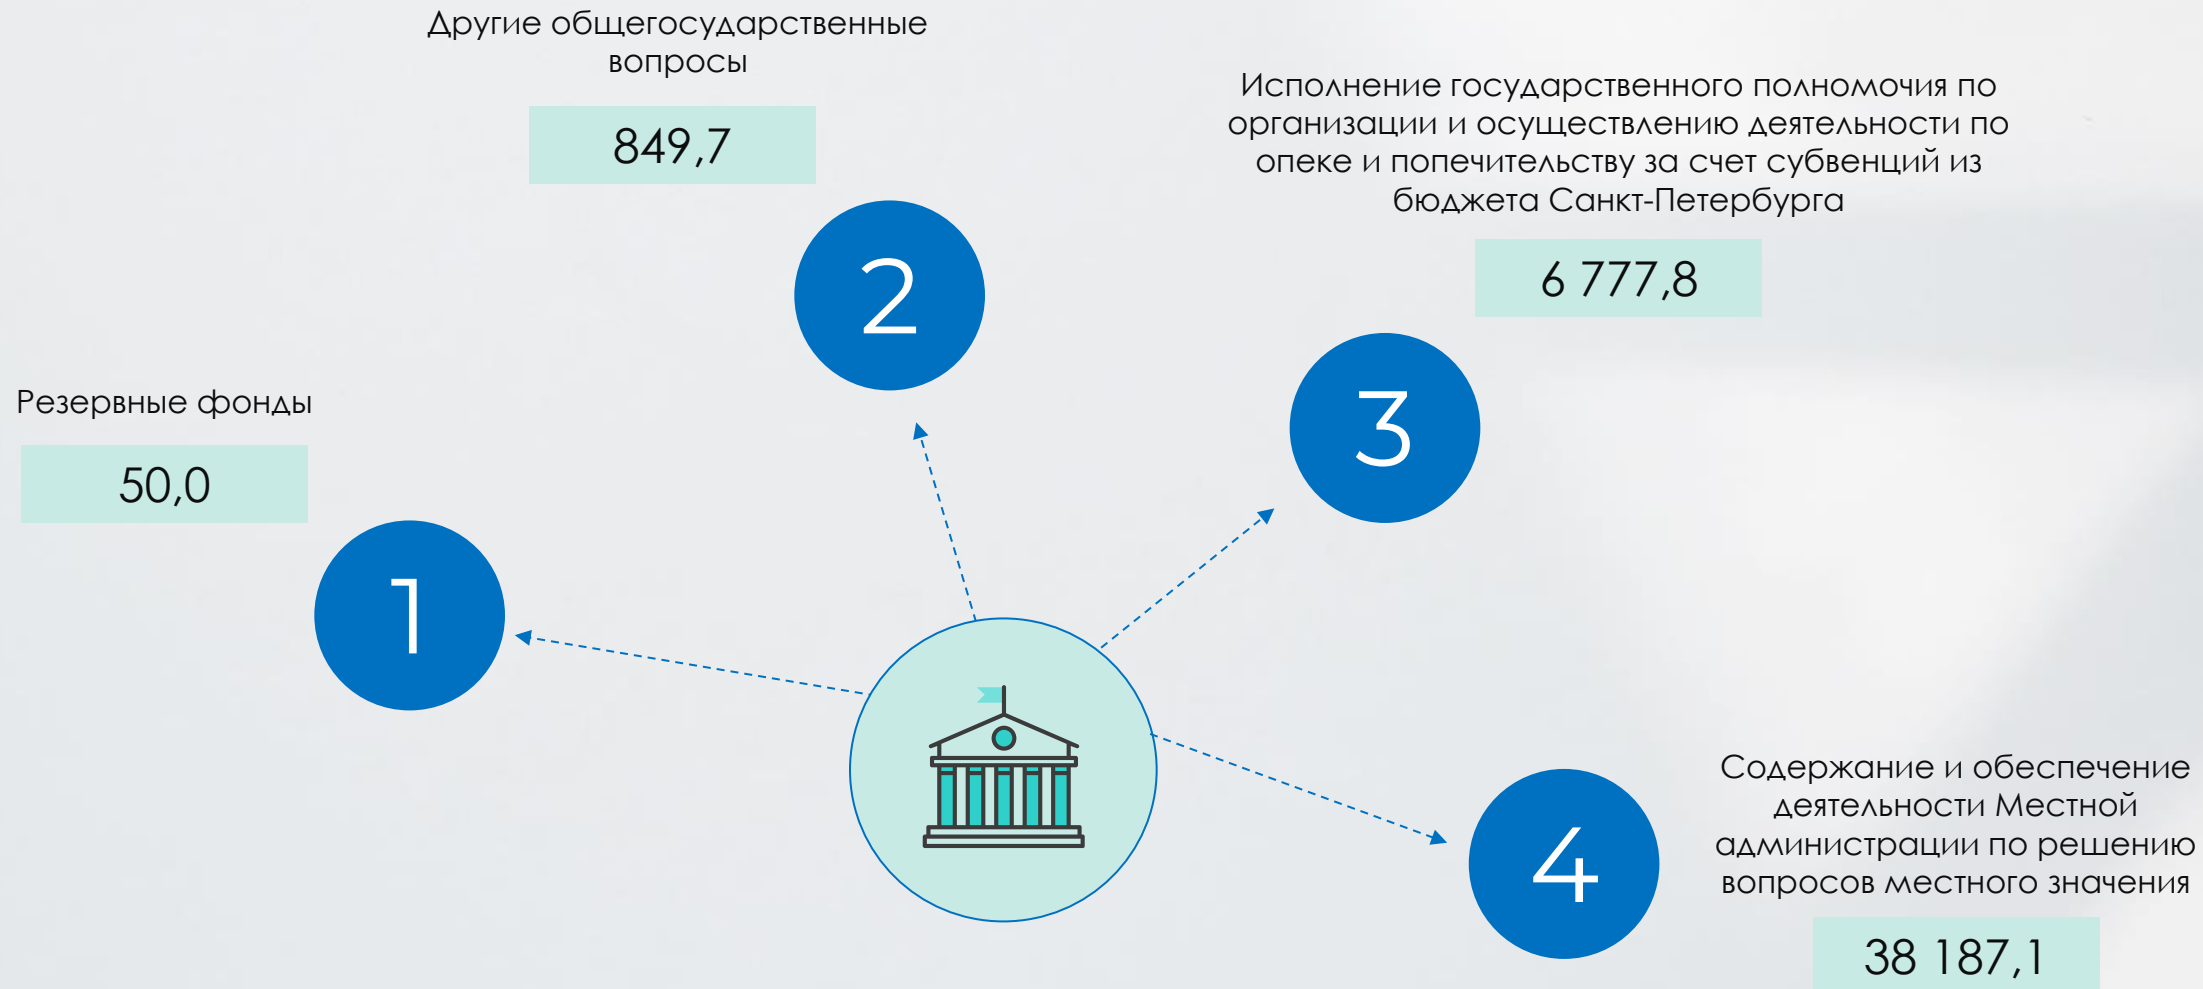 Другие общегосударственные
вопросы
849,7
2
Исполнение государственного полномочия по
организации и осуществлению деятельности по
опеке и попечительству за счет субвенций из
бюджета Санкт-Петербурга
6 777,8
3
Резервные фонды
50,0
1
Содержание и обеспечение
деятельности Местной
администрации по решению
вопросов местного значения
4
38 187,1